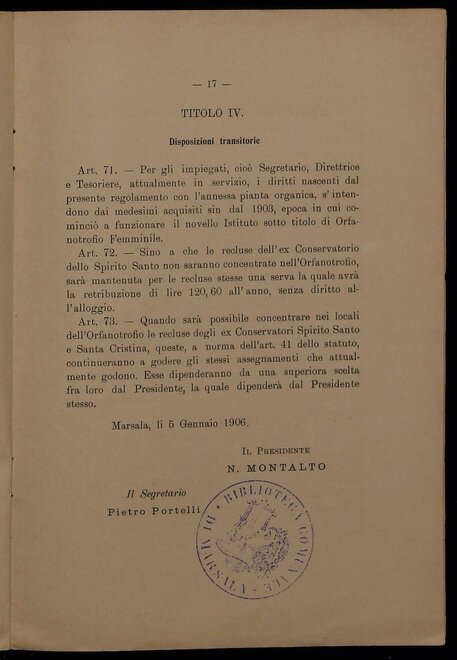 — 17 —
TITOLO IV.
Disposizioni transitorie
Art. 71. — Per gli impiegati, cioè Segretario, Direttrice
e Tesoriere, attualmente in servizio, i diritti nascenti dal
presente regolamento con l'annessa pianta organica, s'inten-
dono dai medesimi acquisiti sin dal 1903, epoca in cui co-
minciò a funzionare il novello Istituto sotto titolo di Orfa-
notrofio Femminile.
Art. 72. — Sino a che le recluse dell'ex Conservatorio
dello Spirito Santo non saranno concentrate nell'Orfanotrofio,
sarà mantenuta per le recluse stesse una serva la quale avrà
la retribuzione di lire 120,60 all'anno, senza diritto al-
l'alloggio.
Art. 73. — Quando sarà possibile concentrare nei locali
dell'Orfanotrofio le recluse degli ex Conservatori Spirito Santo
e Santa Cristina, queste, a norma dell'art. 41 dello statuto,
continueranno a godere gli stessi assegnamenti che attual-
mente godono. Esse dipenderanno da una superiora scelta
fra loro dal Presidente, la quale dipenderà dal Presidente
stesso.
Marsala, li 5 Gennaio 1906.
IL PRESIDENTE
N. MONTALTO
Il Segretario
Pietro Portelli
BIBLIOTECA COMUNALE
DI MARSALA